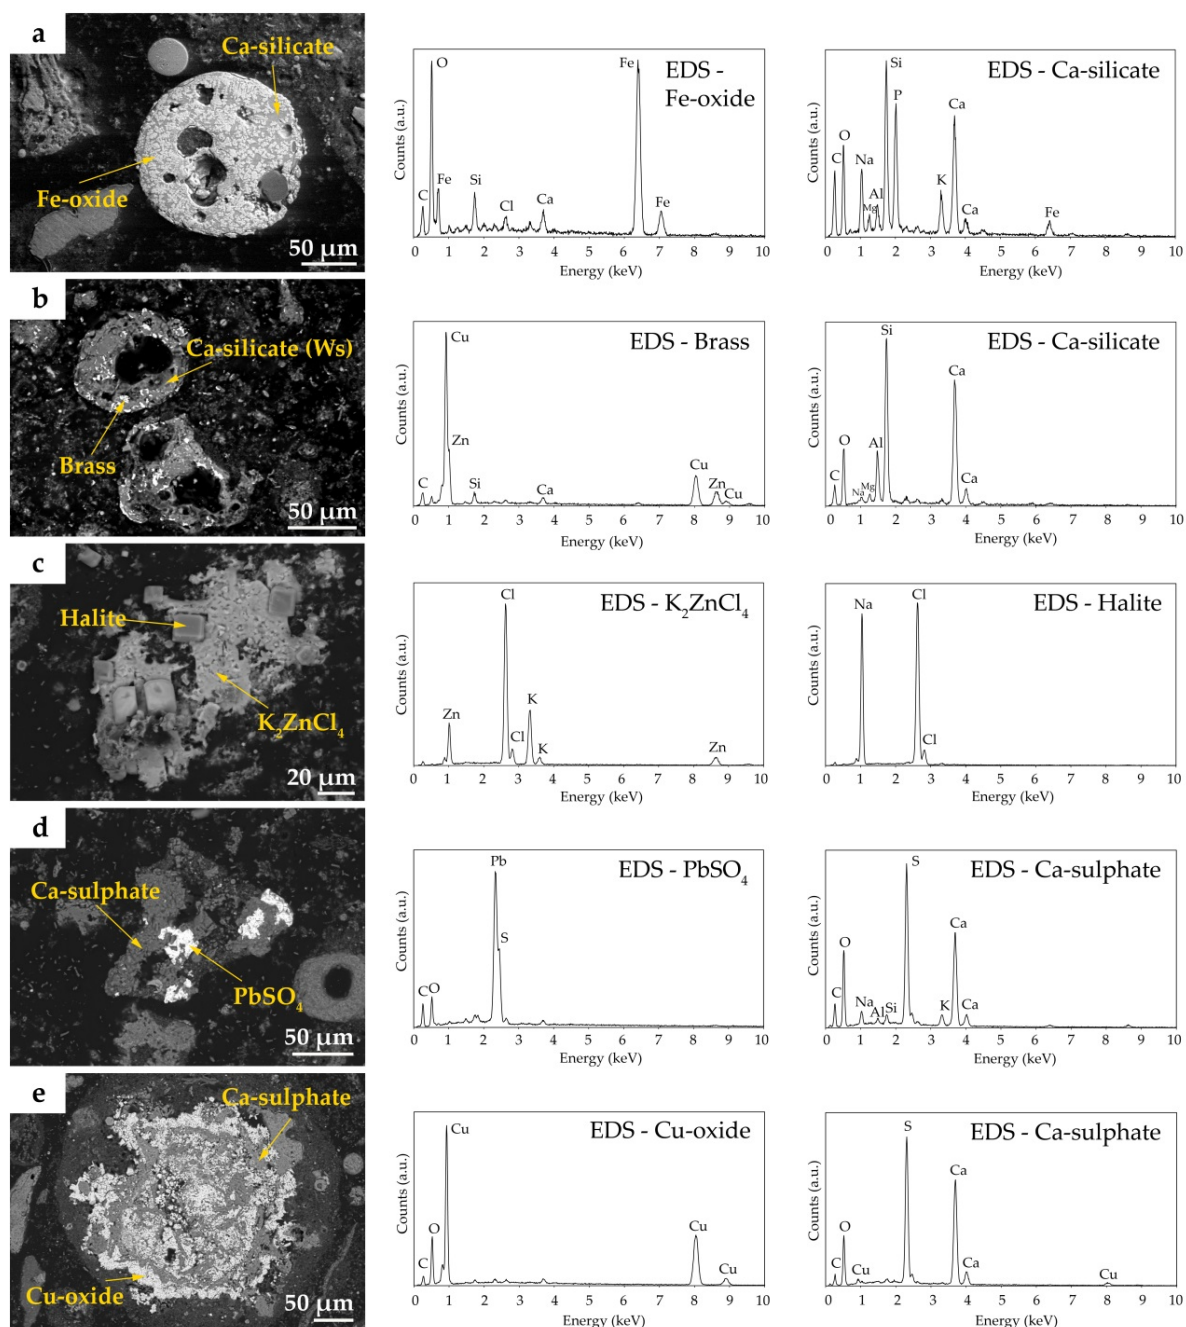 a
Ca-silicate
Fe-oxide
50 µm
Counts (a.u.)
O
Fe
EDS -
Fe-oxide
C
Fe
Si
Cl
Ca
Fe
0 1 2 3 4 5 6 7 8 9 10
Energy (keV)
Counts (a.u.)
Si
EDS - Ca-silicate
P
Ca
O
C
Na
Al
Mg
K
Ca
Fe
0 1 2 3 4 5 6 7 8 9 10
Energy (keV)
b
Ca-silicate (Ws)
Brass
50 µm
Counts (a.u.)
Cu
EDS - Brass
Zn
C
Si
Ca
Cu
Zn
Cu
0 1 2 3 4 5 6 7 8 9 10
Energy (keV)
Counts (a.u.)
Si
EDS - Ca-silicate
Ca
O
Al
C
Na
Mg
Ca
0 1 2 3 4 5 6 7 8 9 10
Energy (keV)
c
Halite
K₂ZnCl₄
20 µm
Counts (a.u.)
Cl
EDS - K₂ZnCl₄
Zn
Cl
K
K
Zn
0 1 2 3 4 5 6 7 8 9 10
Energy (keV)
Counts (a.u.)
Na
Cl
EDS - Halite
Cl
0 1 2 3 4 5 6 7 8 9 10
Energy (keV)
d
Ca-sulphate
PbSO₄
50 µm
Counts (a.u.)
Pb
EDS - PbSO₄
S
C
O
0 1 2 3 4 5 6 7 8 9 10
Energy (keV)
Counts (a.u.)
S
EDS - Ca-sulphate
Ca
O
C
Na
Al
Si
K
Ca
0 1 2 3 4 5 6 7 8 9 10
Energy (keV)
e
Ca-sulphate
Cu-oxide
50 µm
Counts (a.u.)
Cu
EDS - Cu-oxide
O
C
Cu
Cu
0 1 2 3 4 5 6 7 8 9 10
Energy (keV)
Counts (a.u.)
S
EDS - Ca-sulphate
Ca
O
C
Cu
Ca
Cu
0 1 2 3 4 5 6 7 8 9 10
Energy (keV)